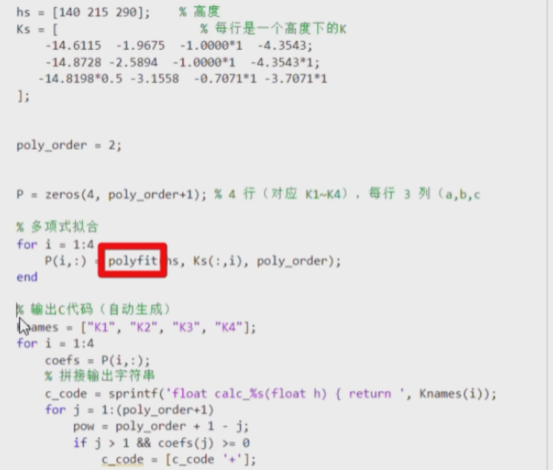 hs = [140 215 290]; % 高度
Ks = [ % 每行是一个高度下的K
-14.6115 -1.9675 -1.0000*1 -4.3543;
-14.8728 -2.5894 -1.0000*1 -4.3543*1;
-14.8198*0.5 -3.1558 -0.7071*1 -3.7071*1
];
poly_order = 2;
P = zeros(4, poly_order+1); % 4 行（对应 K1~K4），每行 3 列（a,b,c
% 多项式拟合
for i = 1:4
P(i,:) = polyfit(hs, Ks(:,i), poly_order);
end
% 输出C代码（自动生成）
Knames = ["K1", "K2", "K3", "K4"];
for i = 1:4
coefs = P(i,:);
% 拼接输出字符串
c_code = sprintf('float calc_%s(float h) { return ', Knames(i));
for j = 1:(poly_order+1)
pow = poly_order + 1 - j;
if j > 1 && coefs(j) >= 0
c_code = [c_code '+'];